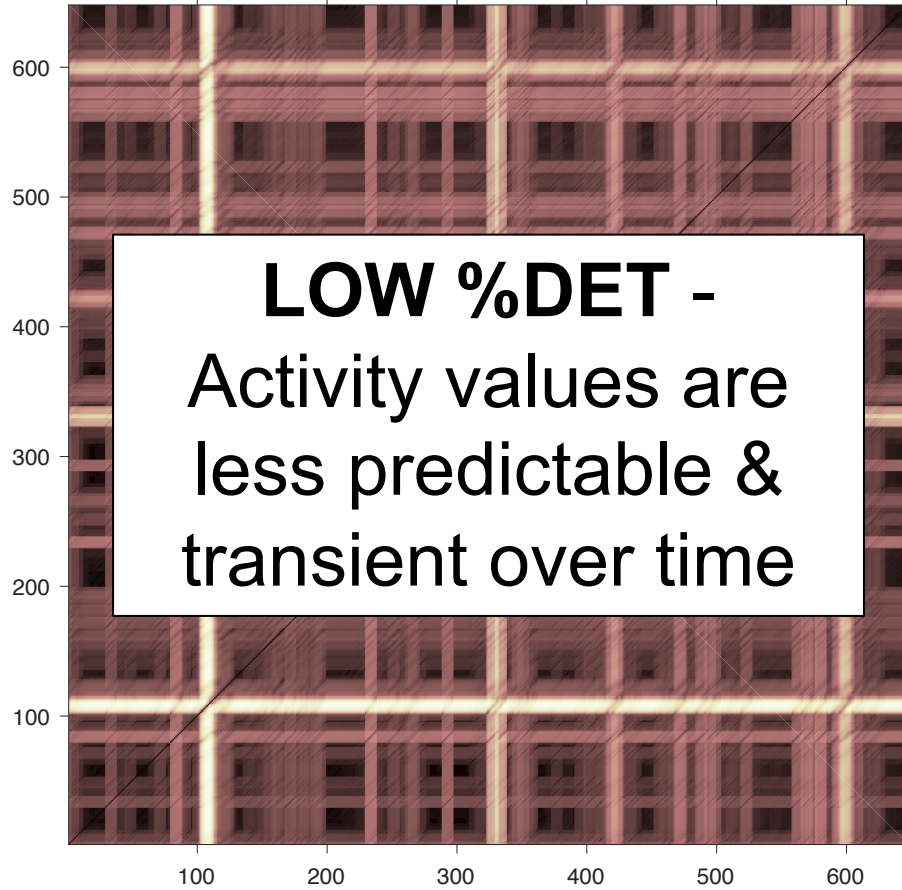 600
500
LOW %DET -
Activity values are
less predictable &
transient over time
400
300
200
100
100 200 300 400 500 600